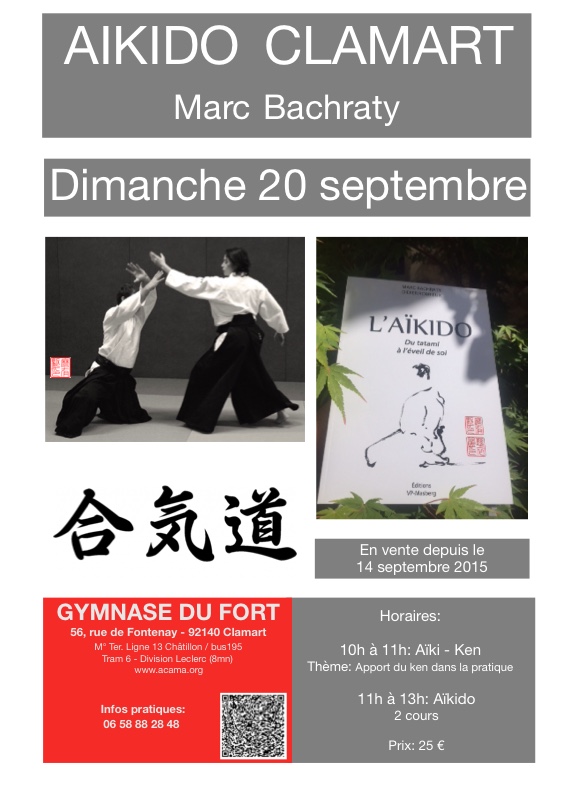 AIKIDO CLAMART
Marc Bachraty
Dimanche 20 septembre
L'AÏKIDO
Du tatami
à l'éveil de soi
Éditions
合気道
En vente depuis le
14 septembre 2015
GYMNASE DU FORT
56, rue de Fontenay - 92140 Clamart
M° Ter. Ligne 13 Châtillon / bus195
Tram 6 - Division Leclerc (8mn)
www.acama.org
Infos pratiques:
06 58 88 28 48
Horaires:
10h à 11h: Aïki - Ken
Thème: Apport du ken dans la pratique
11h à 13h: Aïkido
2 cours
Prix: 25 €